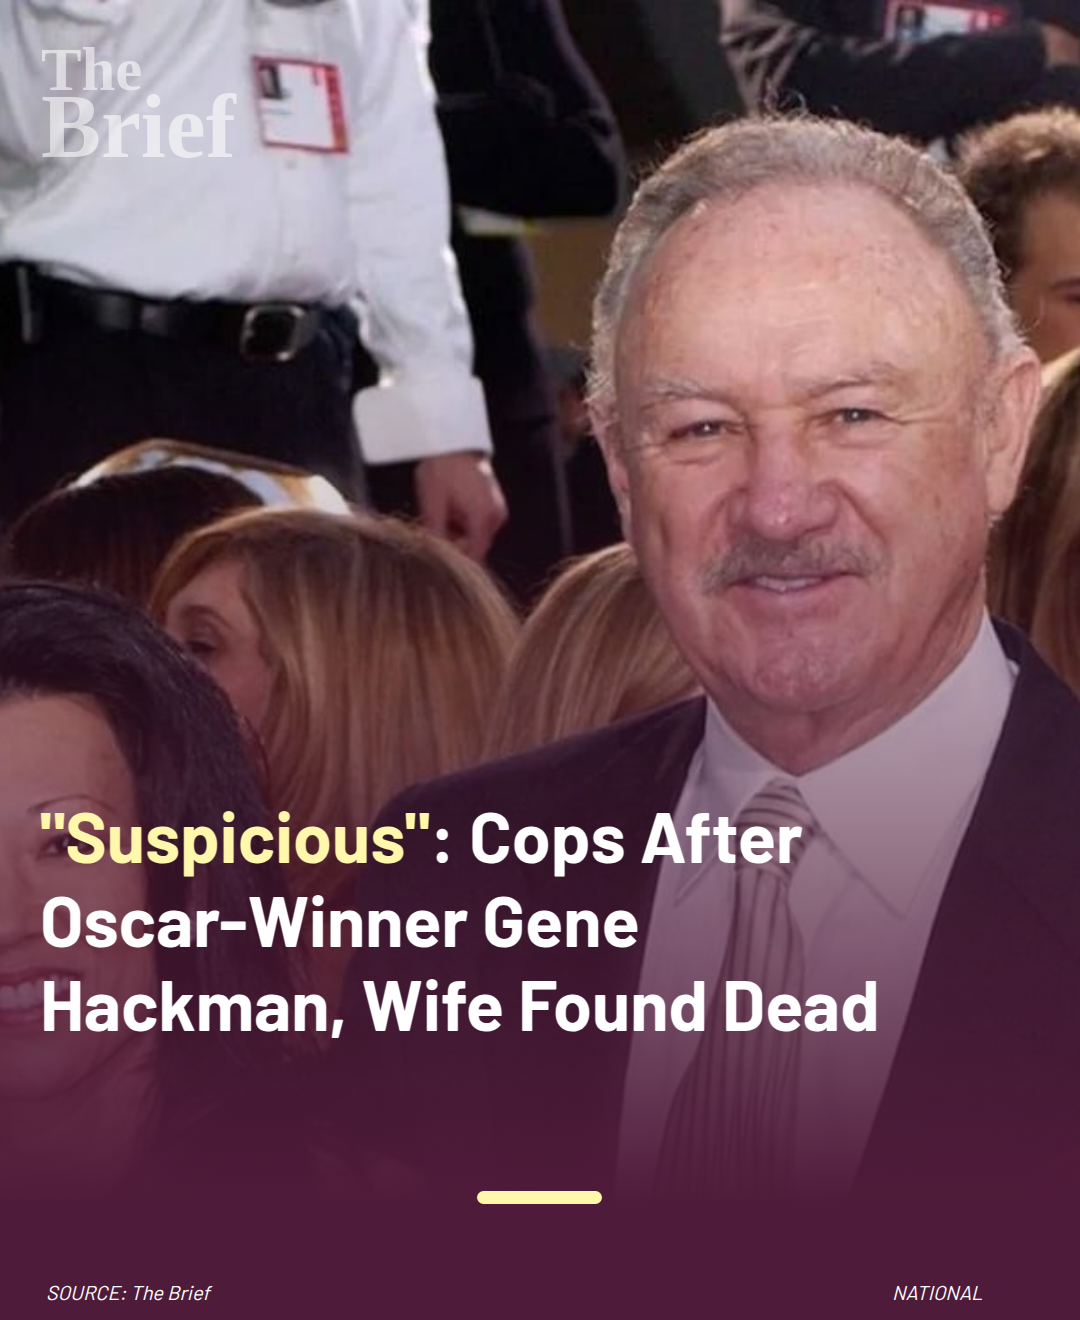 The
Brief
"Suspicious": Cops After
Oscar-Winner Gene
Hackman, Wife Found Dead
SOURCE: The Brief
NATIONAL